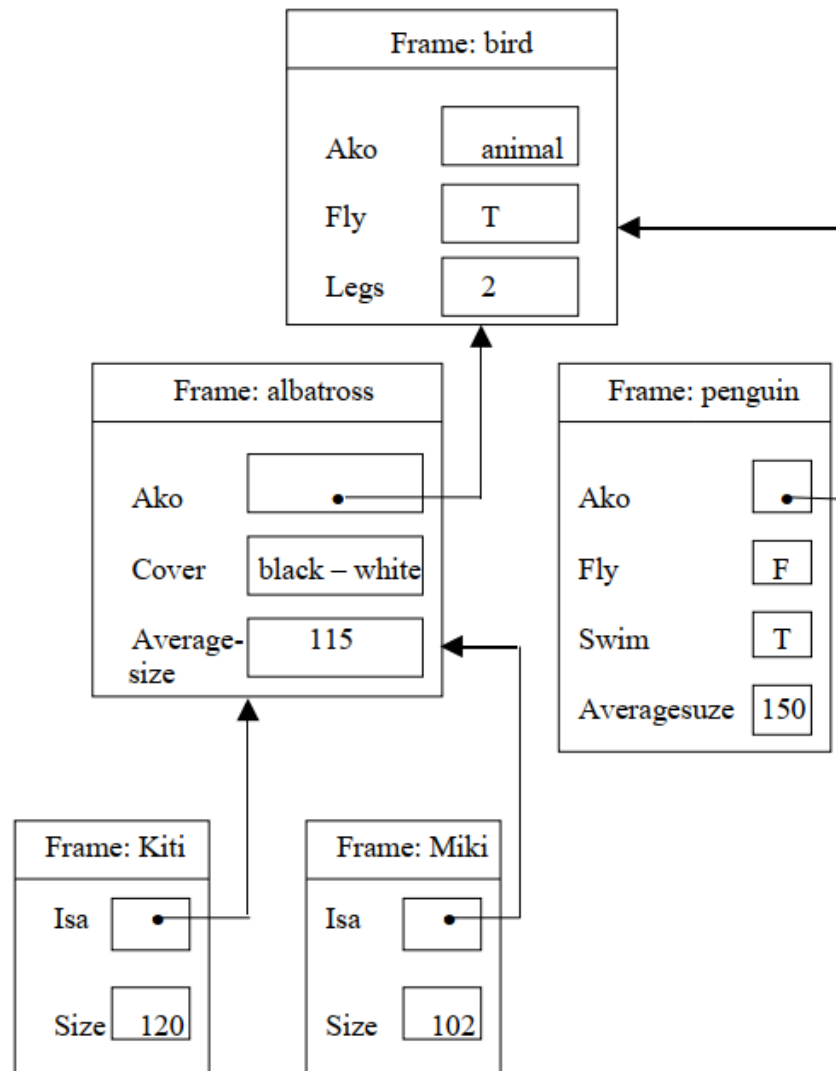 Frame: bird
Ako animal
Fly T
Legs 2
Frame: albatross
Ako
Cover black – white
Average- 115
size
Frame: penguin
Ako
Fly F
Swim T
Averagesuze 150
Frame: Kiti
Isa
Size 120
Frame: Miki
Isa
Size 102